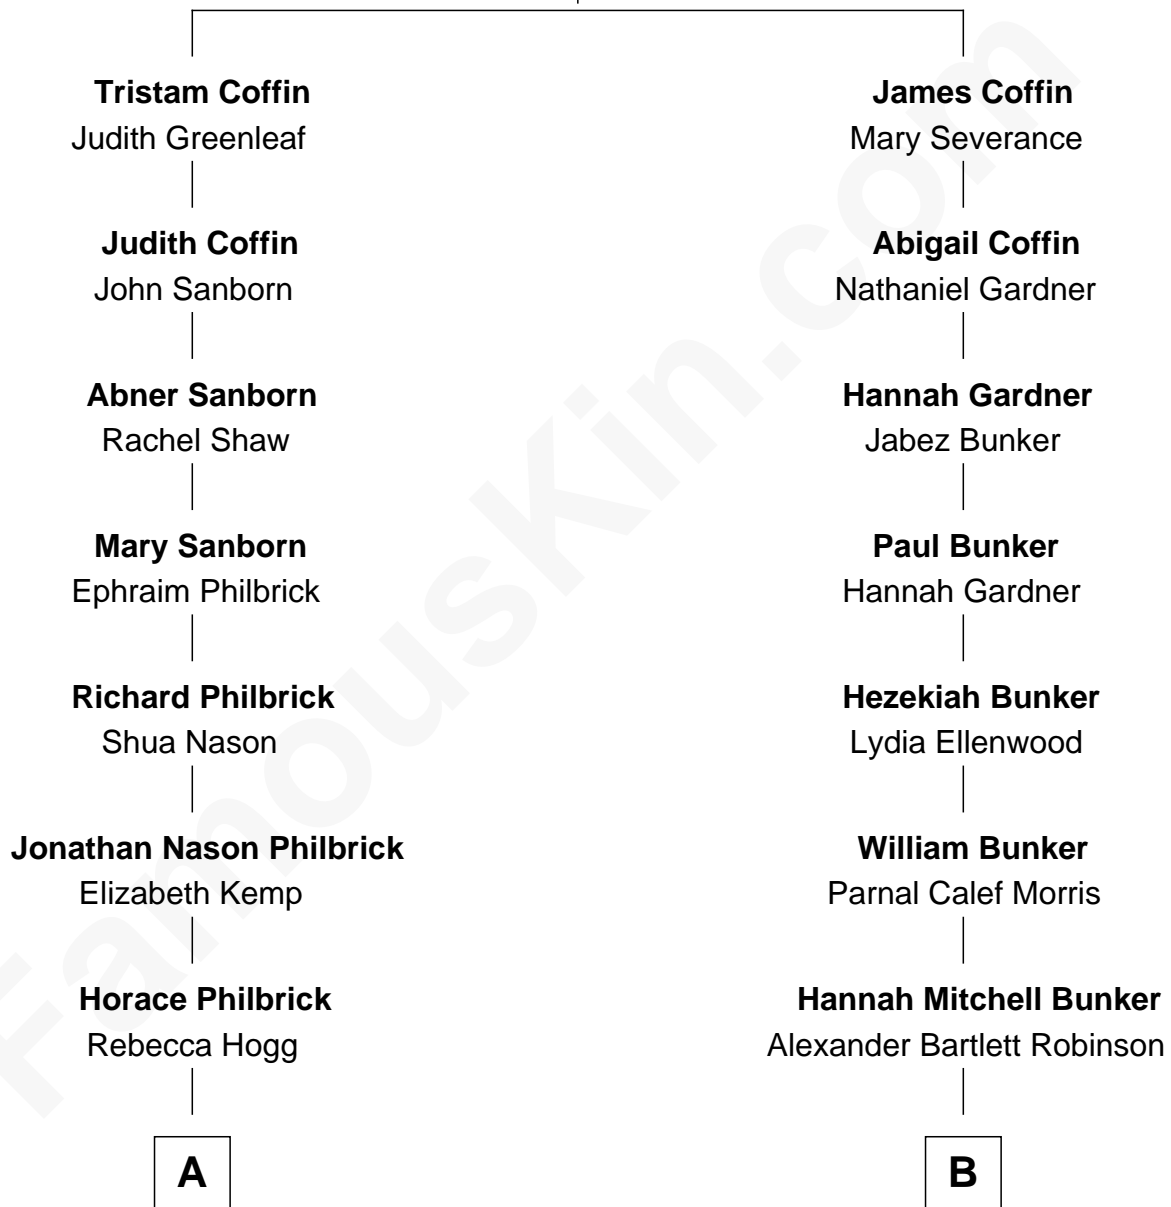 Tristam Coffin
Judith Greenleaf
Judith Coffin
John Sanborn
Abner Sanborn
Rachel Shaw
Mary Sanborn
Ephraim Philbrick
Richard Philbrick
Shua Nason
Jonathan Nason Philbrick
Elizabeth Kemp
Horace Philbrick
Rebecca Hogg
A
James Coffin
Mary Severance
Abigail Coffin
Nathaniel Gardner
Hannah Gardner
Jabez Bunker
Paul Bunker
Hannah Gardner
Hezekiah Bunker
Lydia Ellenwood
William Bunker
Parnal Calef Morris
Hannah Mitchell Bunker
Alexander Bartlett Robinson
B
FamousKin.com